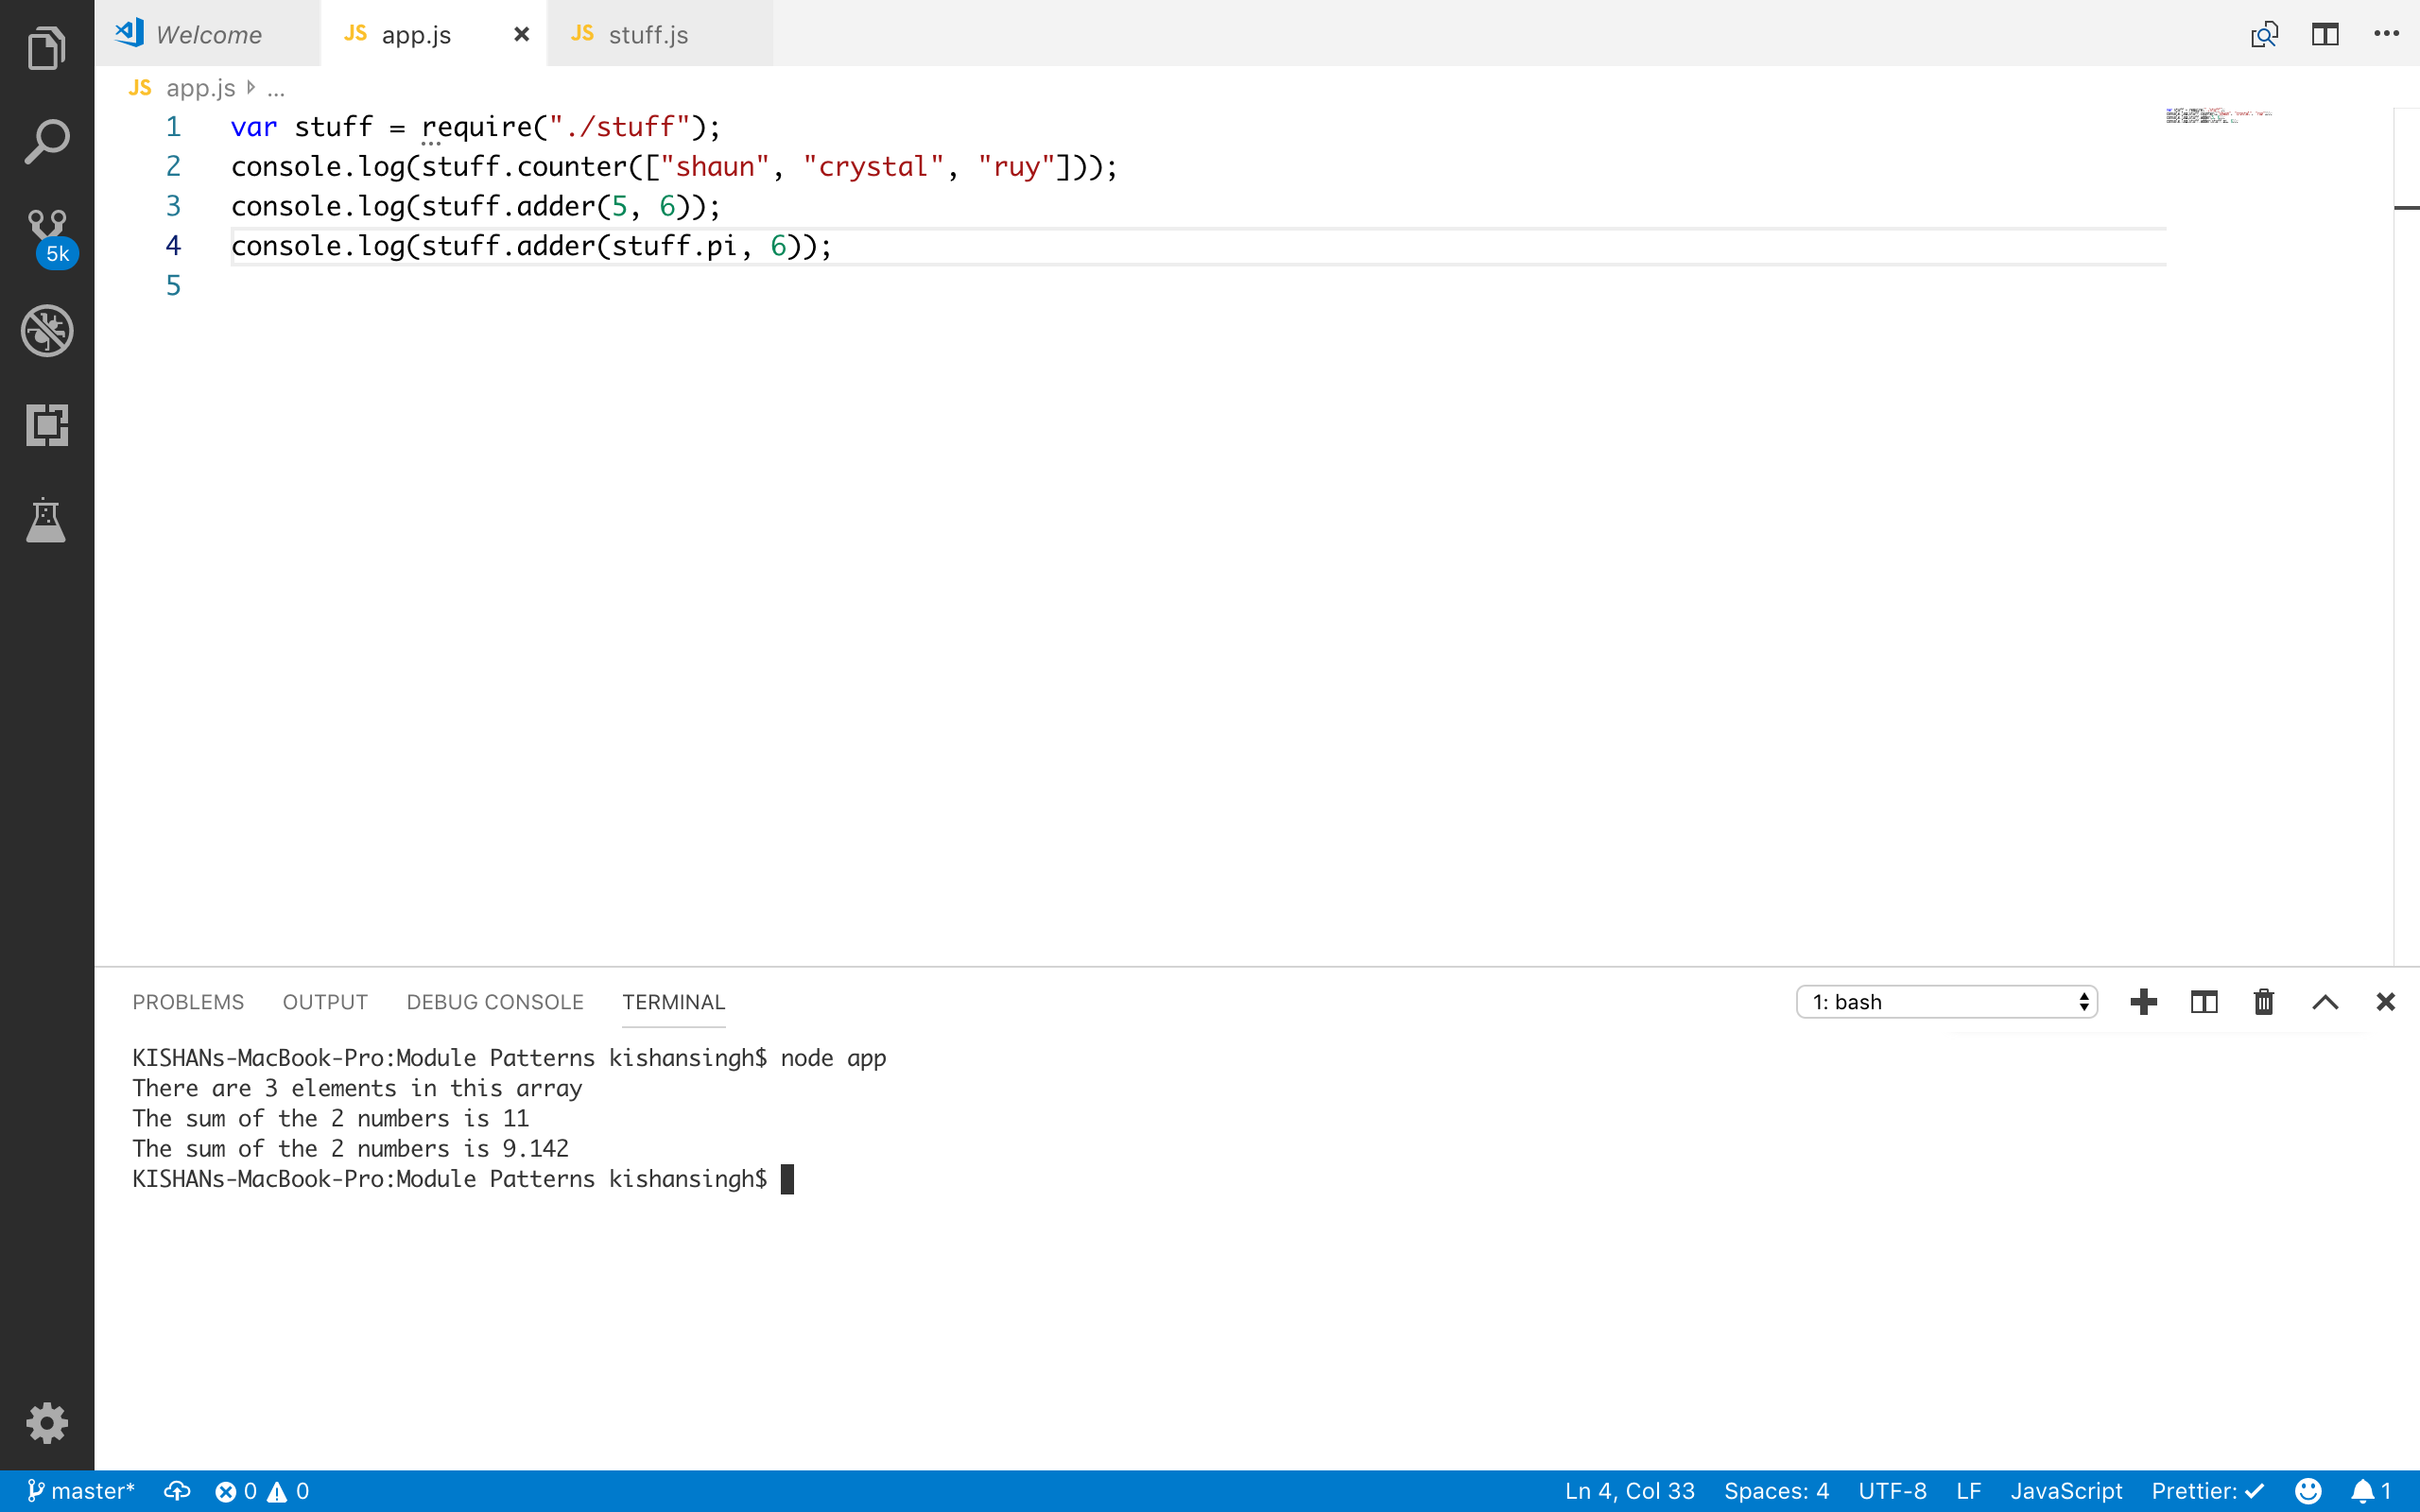 Welcome
JS app.js
JS stuff.js
JS app.js ...
1 var stuff = require("./stuff");
2 console.log(stuff.counter(["shaun", "crystal", "ruy"]));
3 console.log(stuff.adder(5, 6));
4 console.log(stuff.adder(stuff.pi, 6));
5
5k
PROBLEMS OUTPUT DEBUG CONSOLE TERMINAL 1: bash
KISHANs-MacBook-Pro:Module Patterns kishansingh$ node app
There are 3 elements in this array
The sum of the 2 numbers is 11
The sum of the 2 numbers is 9.142
KISHANs-MacBook-Pro:Module Patterns kishansingh$
master* 0 0 Ln 4, Col 33 Spaces: 4 UTF-8 LF JavaScript Prettier: ✓ 1